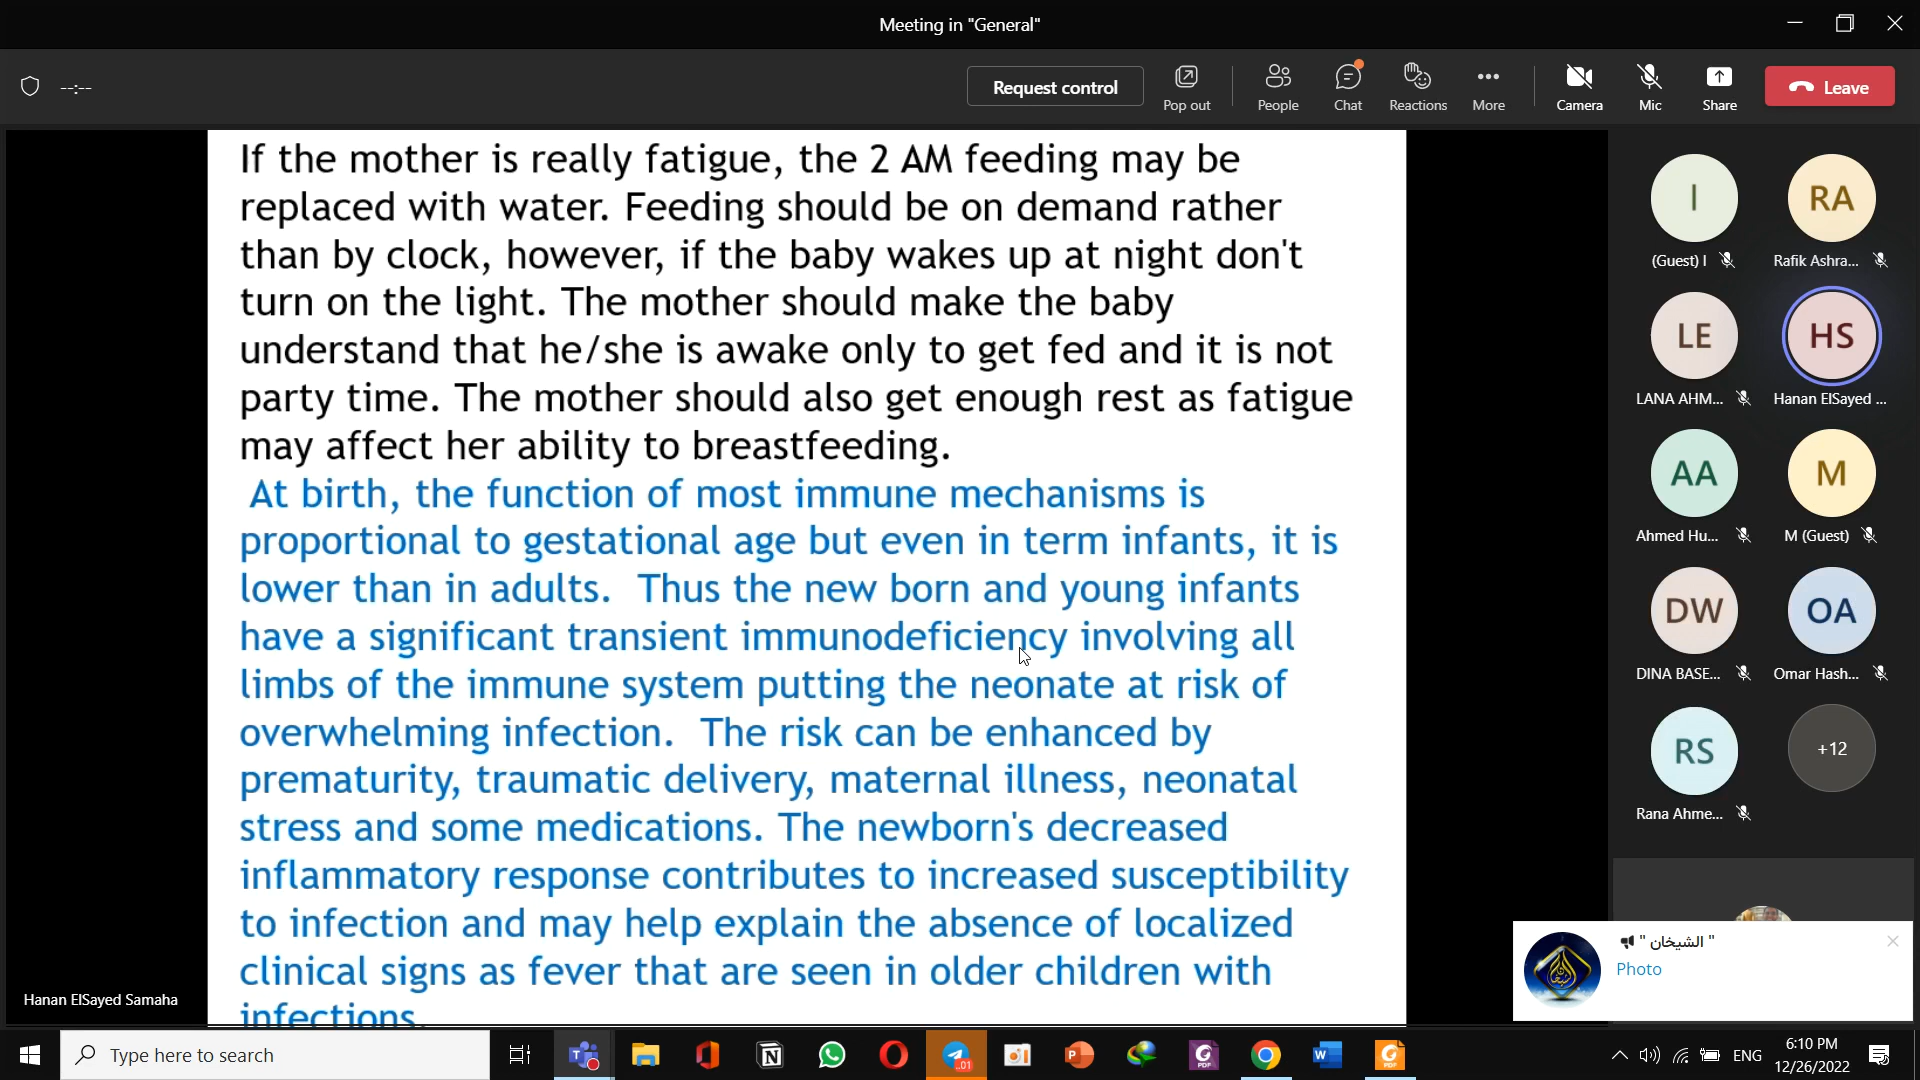 Meeting in "General"
--:--
Request control
Pop out
People
Chat
Reactions
More
Camera
Mic
Share
Leave
If the mother is really fatigue, the 2 AM feeding may be
replaced with water. Feeding should be on demand rather
than by clock, however, if the baby wakes up at night don't
turn on the light. The mother should make the baby
understand that he/she is awake only to get fed and it is not
party time. The mother should also get enough rest as fatigue
may affect her ability to breastfeeding.
At birth, the function of most immune mechanisms is
proportional to gestational age but even in term infants, it is
lower than in adults. Thus the new born and young infants
have a significant transient immunodeficiency involving all
limbs of the immune system putting the neonate at risk of
overwhelming infection. The risk can be enhanced by
prematurity, traumatic delivery, maternal illness, neonatal
stress and some medications. The newborn's decreased
inflammatory response contributes to increased susceptibility
to infection and may help explain the absence of localized
clinical signs as fever that are seen in older children with
infections.
Hanan ElSayed Samaha
I
RA
(Guest) I
Rafik Ashra...
LE
HS
LANA AHM...
Hanan ElSayed ...
AA
M
Ahmed Hu...
M (Guest)
DW
OA
DINA BASE...
Omar Hash...
RS
+12
Rana Ahme...
" الشيخان "
Photo
Type here to search
..01
ENG
6:10 PM
12/26/2022